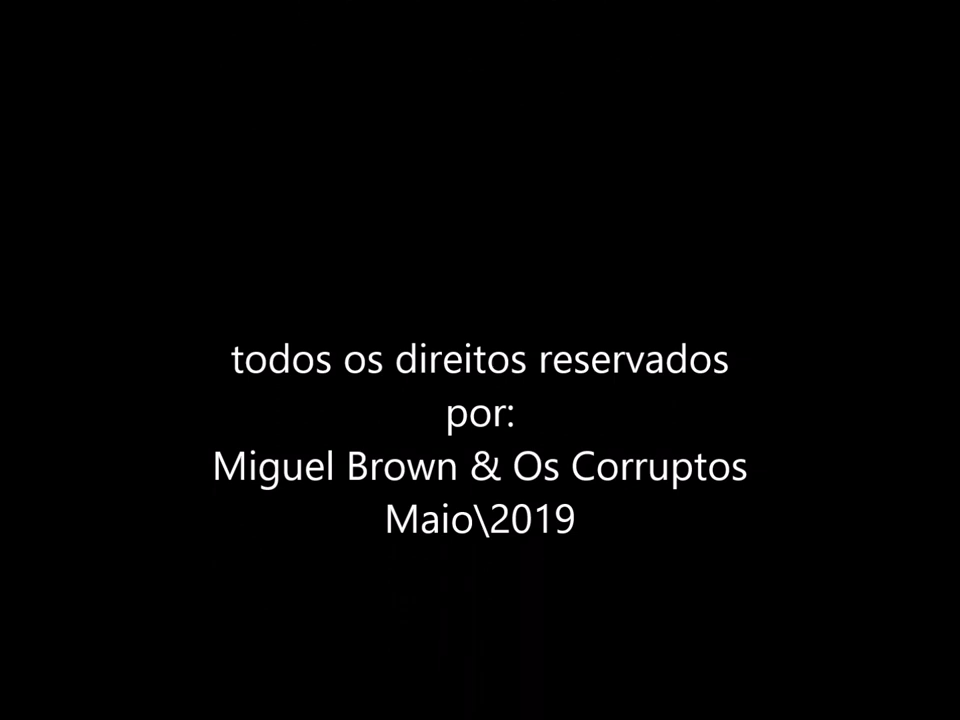 todos os direitos reservados
por:
Miguel Brown & Os Corruptos
Maio\2019